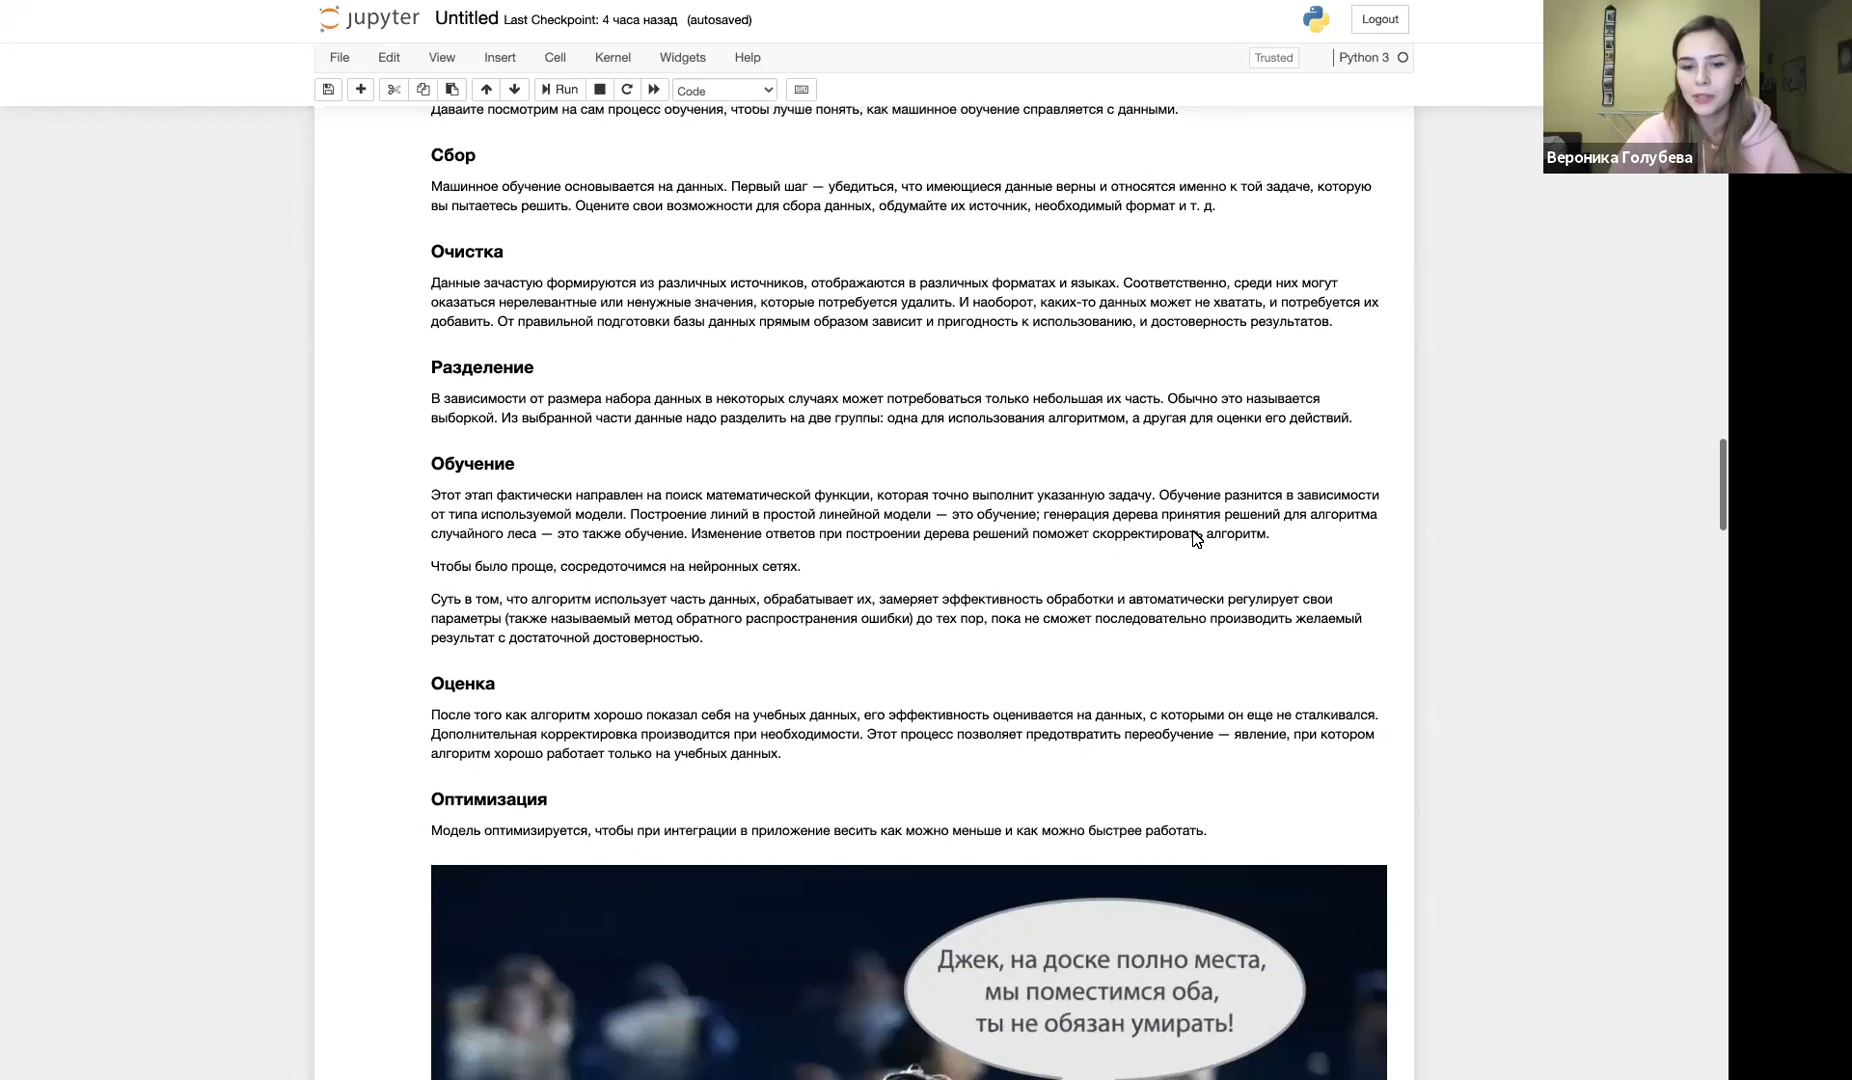 jupyter Untitled Last Checkpoint: 4 часа назад (autosaved)
Logout
File Edit View Insert Cell Kernel Widgets Help
Trusted
Python 3
Run
Code
Вероника Голубева
Давайте посмотрим на сам процесс обучения, чтобы лучше понять, как машинное обучение справляется с данными.
Сбор
Машинное обучение основывается на данных. Первый шаг — убедиться, что имеющиеся данные верны и относятся именно к той задаче, которую
вы пытаетесь решить. Оцените свои возможности для сбора данных, обдумайте их источник, необходимый формат и т. д.
Очистка
Данные зачастую формируются из различных источников, отображаются в различных форматах и языках. Соответственно, среди них могут
оказаться нерелевантные или ненужные значения, которые потребуется удалить. И наоборот, каких-то данных может не хватать, и потребуется их
добавить. От правильной подготовки базы данных прямым образом зависит и пригодность к использованию, и достоверность результатов.
Разделение
В зависимости от размера набора данных в некоторых случаях может потребоваться только небольшая их часть. Обычно это называется
выборкой. Из выбранной части данные надо разделить на две группы: одна для использования алгоритмом, а другая для оценки его действий.
Обучение
Этот этап фактически направлен на поиск математической функции, которая точно выполнит указанную задачу. Обучение разнится в зависимости
от типа используемой модели. Построение линий в простой линейной модели — это обучение; генерация дерева принятия решений для алгоритма
случайного леса — это также обучение. Изменение ответов при построении дерева решений поможет скорректировать алгоритм.
Чтобы было проще, сосредоточимся на нейронных сетях.
Суть в том, что алгоритм использует часть данных, обрабатывает их, замеряет эффективность обработки и автоматически регулирует свои
параметры (также называемый метод обратного распространения ошибки) до тех пор, пока не сможет последовательно производить желаемый
результат с достаточной достоверностью.
Оценка
После того как алгоритм хорошо показал себя на учебных данных, его эффективность оценивается на данных, с которыми он еще не сталкивался.
Дополнительная корректировка производится при необходимости. Этот процесс позволяет предотвратить переобучение — явление, при котором
алгоритм хорошо работает только на учебных данных.
Оптимизация
Модель оптимизируется, чтобы при интеграции в приложение весить как можно меньше и как можно быстрее работать.
Джек, на доске полно места,
мы поместимся оба,
ты не обязан умирать!